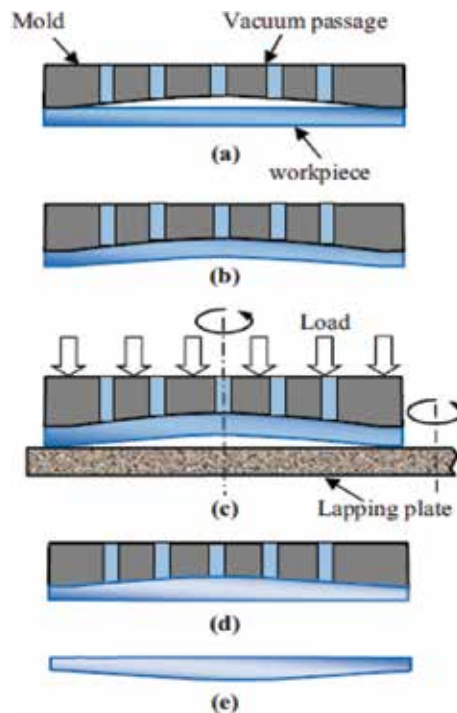 Mold
Vacuum passage
(a)
workpiece
(b)
Load
(c)
Lapping plate
(d)
(e)